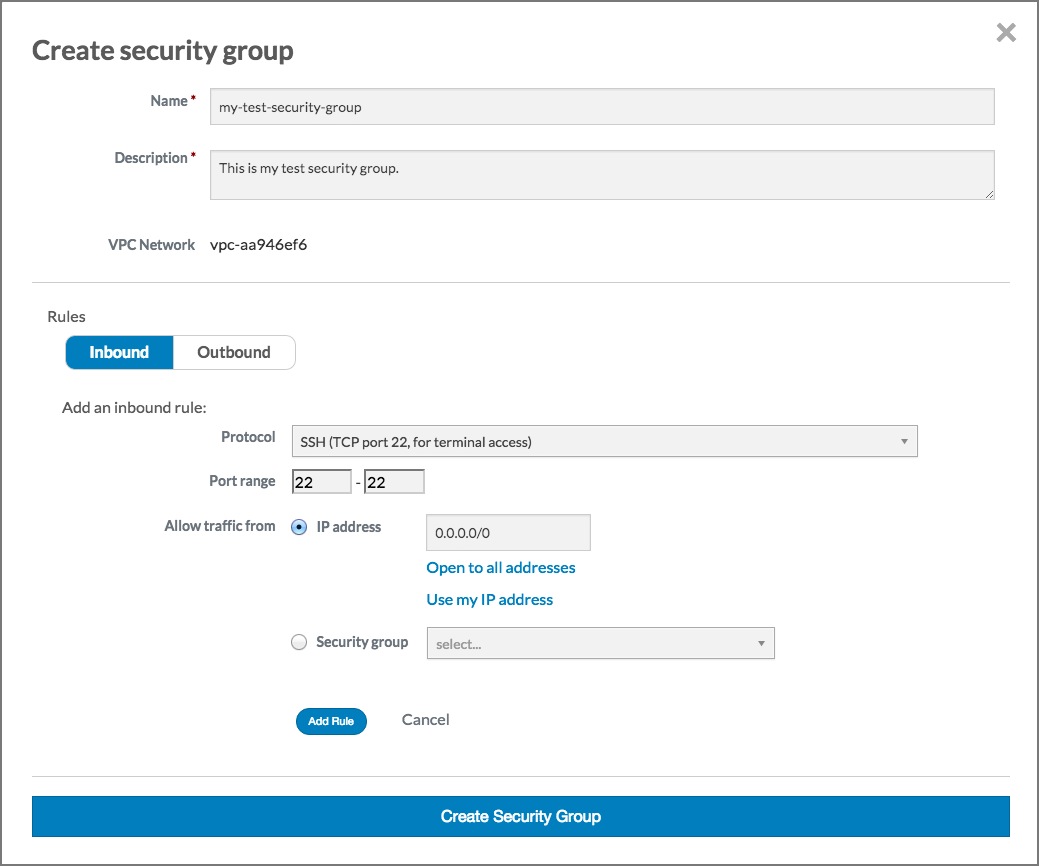 Create security group
Name *
my-test-security-group
Description *
This is my test security group.
VPC Network vpc-aa946ef6
Rules
Inbound Outbound
Add an inbound rule:
Protocol SSH (TCP port 22, for terminal access)
Port range 22 - 22
Allow traffic from IP address 0.0.0.0/0
Open to all addresses
Use my IP address
Security group select...
Add Rule Cancel
Create Security Group